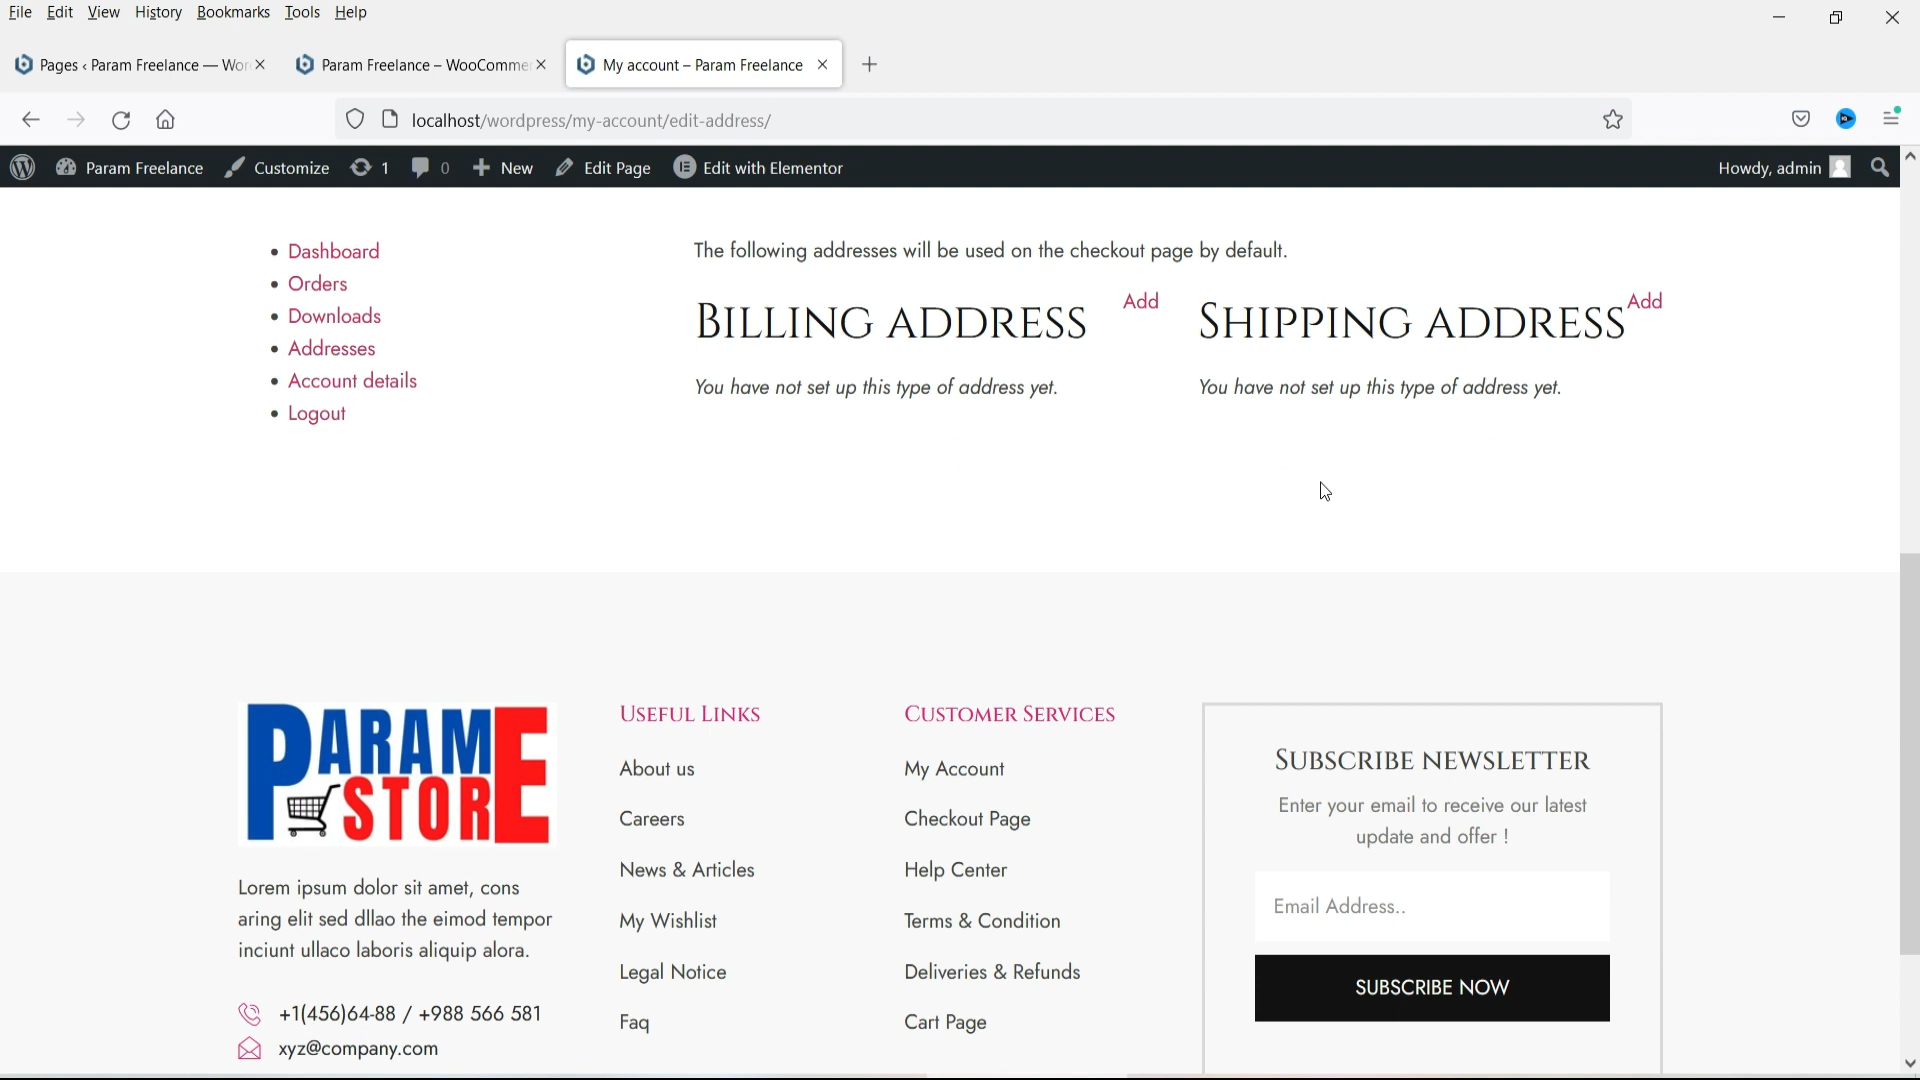 File Edit View History Bookmarks Tools Help
Pages ‹ Param Freelance — Wor
Param Freelance – WooComme
My account – Param Freelance
localhost/wordpress/my-account/edit-address/
Param Freelance
Customize
1
0
New
Edit Page
Edit with Elementor
Howdy, admin
Dashboard
Orders
Downloads
Addresses
Account details
Logout
The following addresses will be used on the checkout page by default.
Billing address
Add
You have not set up this type of address yet.
Shipping address
Add
You have not set up this type of address yet.
PARAM
ESTORE
Lorem ipsum dolor sit amet, cons
aring elit sed dllao the eimod tempor
inciunt ullaco laboris aliquip alora.
+1(456)64-88 / +988 566 581
xyz@company.com
Useful Links
About us
Careers
News & Articles
My Wishlist
Legal Notice
Faq
Customer Services
My Account
Checkout Page
Help Center
Terms & Condition
Deliveries & Refunds
Cart Page
Subscribe newsletter
Enter your email to receive our latest
update and offer !
Email Address..
SUBSCRIBE NOW